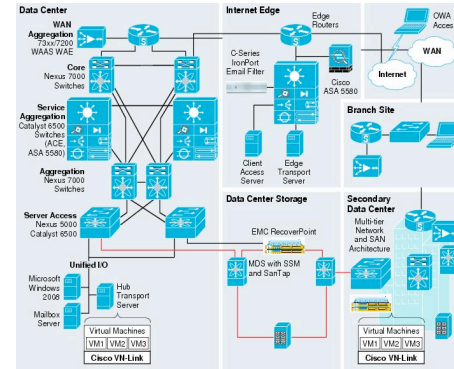 Data Center
WAN
Aggregation
73xx/7200
WAAS WAE
Core
Nexus 7000
Switches
Service
Aggregation
Catalyst 6500
Switches
(ACE,
ASA 5580)
Aggregation
Nexus 7000
Switches
Server Access
Nexus 5000
Catalyst 6500
Unified I/O
Microsoft
Windows
2008
Hub
Transport
Server
Mailbox
Server
Virtual Machines
VM1 VM2 VM3
Cisco VN-Link
Internet Edge
Edge
Routers
C-Series
IronPort
Email Filter
Cisco
ASA 5580
Client
Access
Server
Edge
Transport
Server
OWA
Acces
WAN
Internet
Branch Site
Data Center Storage
EMC RecoverPoint
MDS with SSM
and SanTap
Secondary
Data Center
Multi-tier
Network
and SAN
Architecture
Virtual Machines
VM1 VM2 VM3
Cisco VN-Link